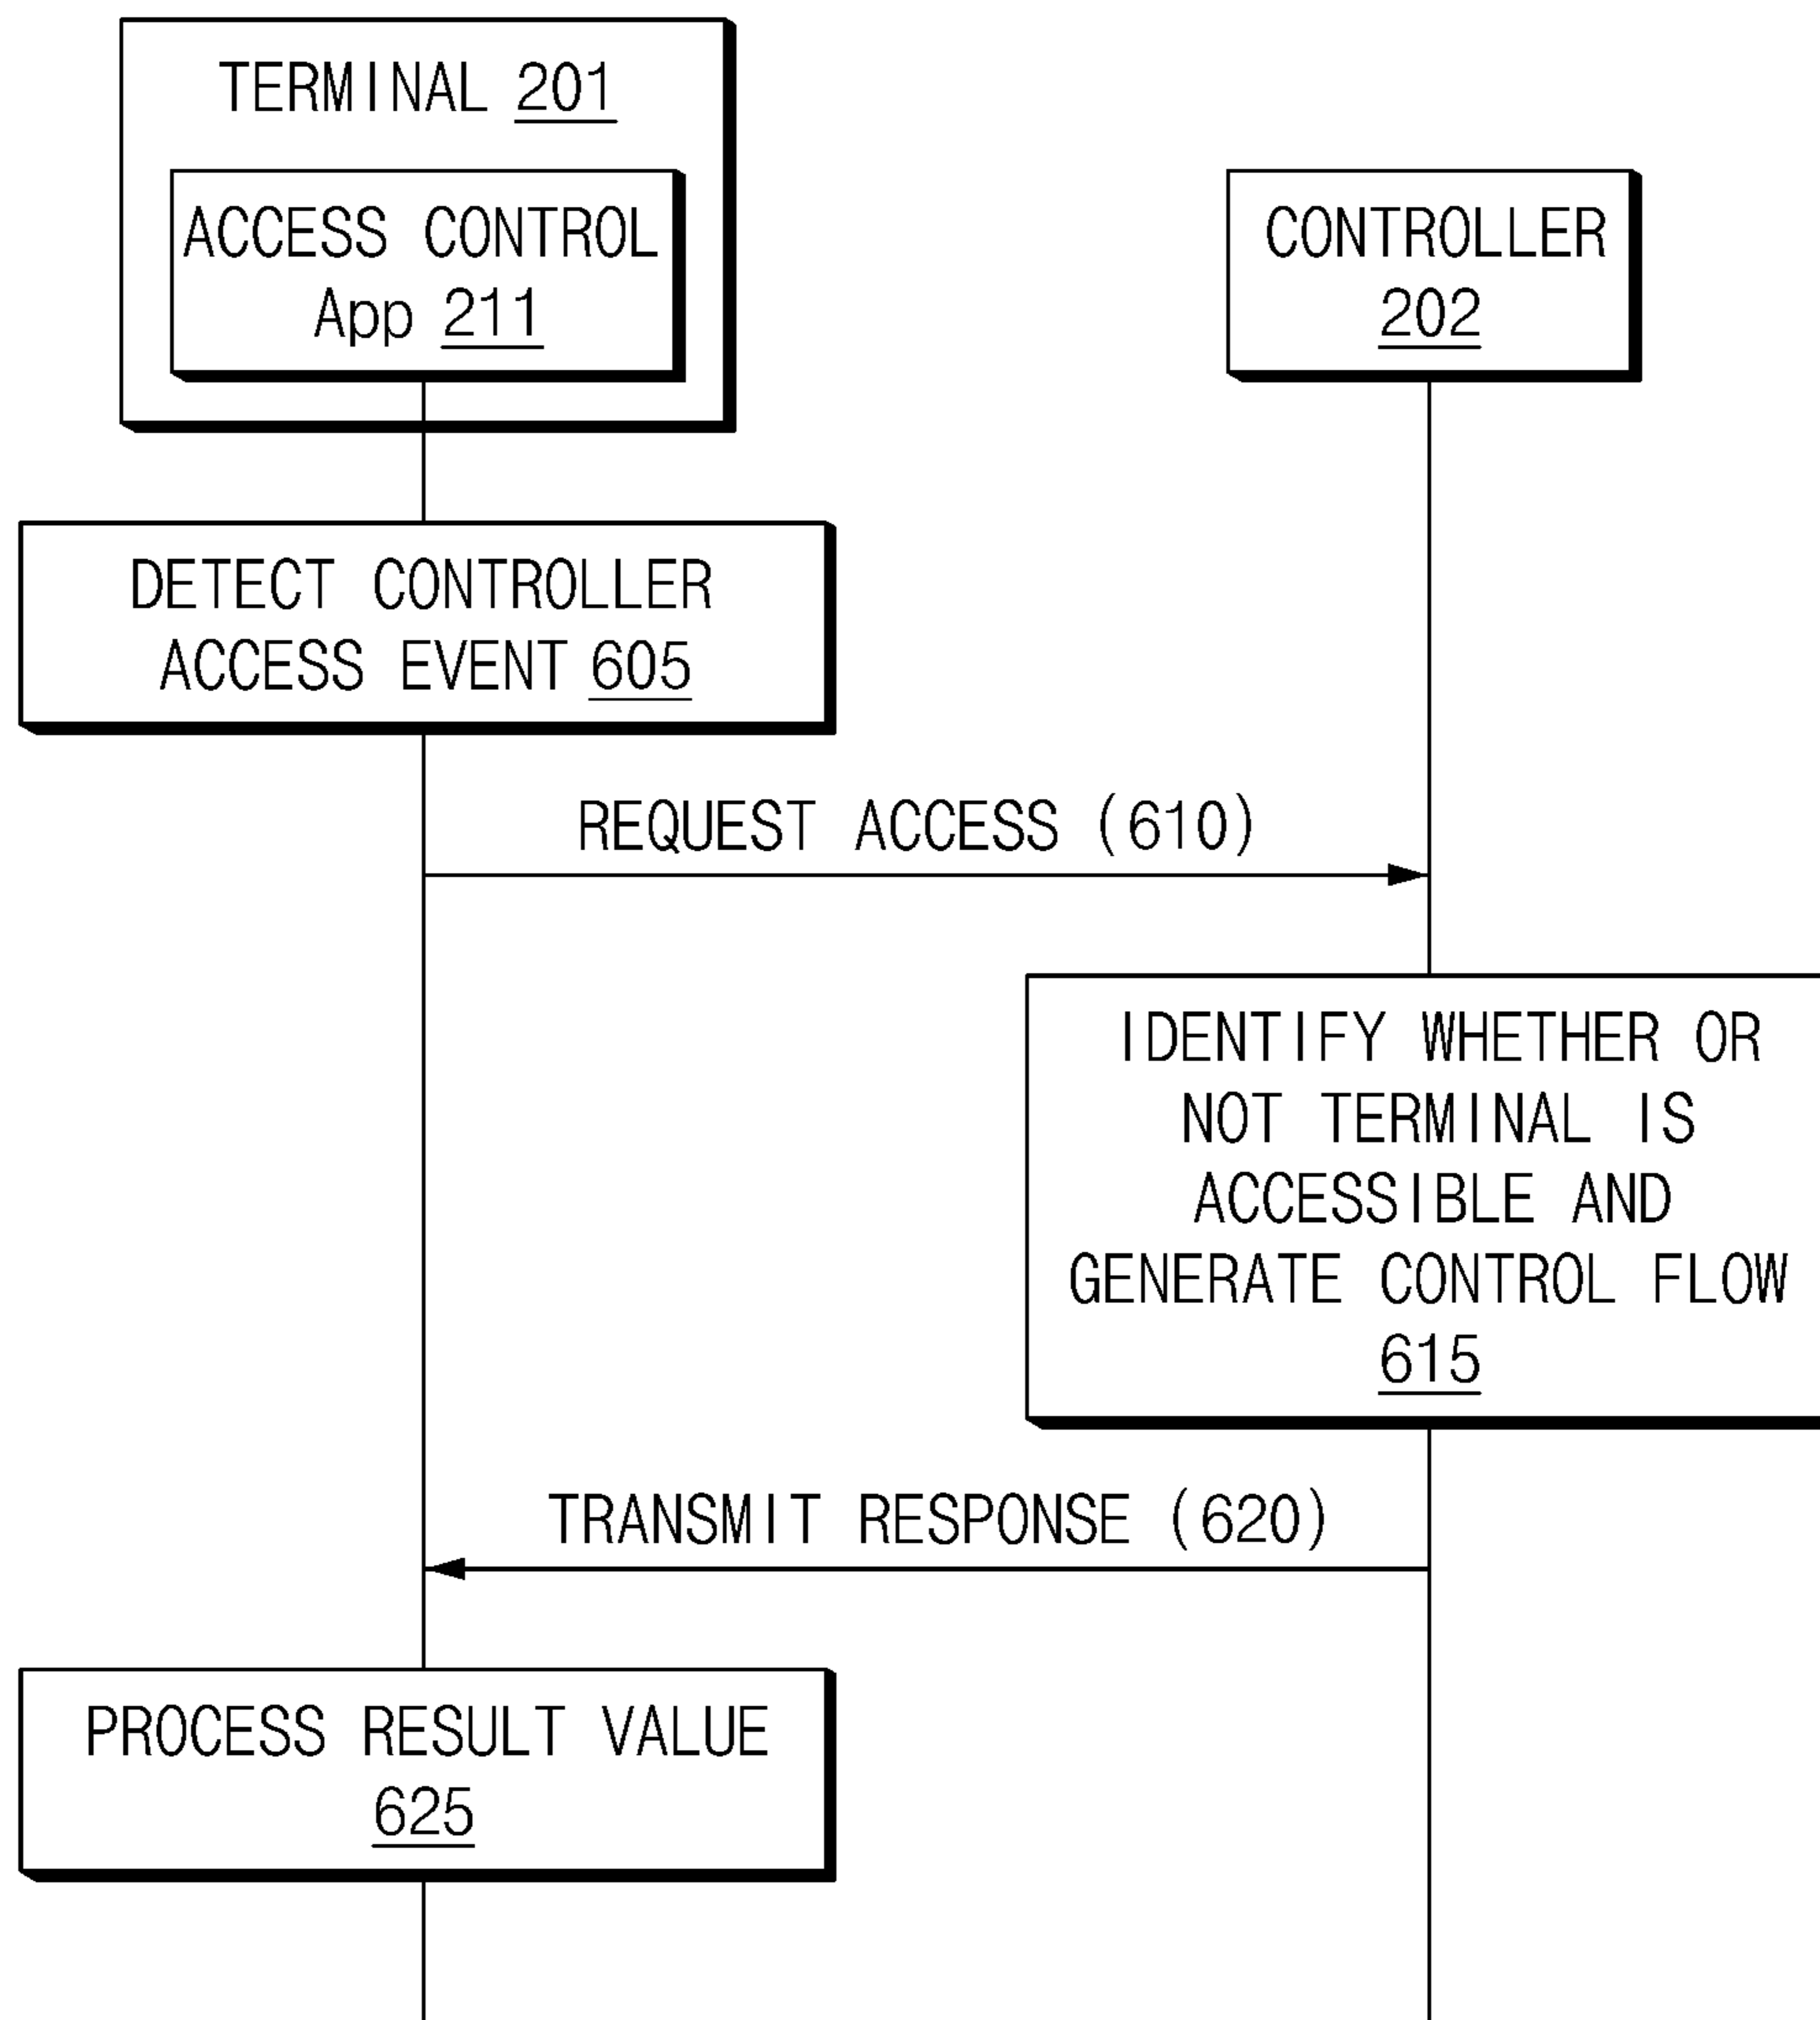 TERMINAL 201
ACCESS CONTROL
App 211
CONTROLLER
202
DETECT CONTROLLER
ACCESS EVENT 605
REQUEST ACCESS (610)
IDENTIFY WHETHER OR
NOT TERMINAL IS
ACCESSIBLE AND
GENERATE CONTROL FLOW
615
TRANSMIT RESPONSE (620)
PROCESS RESULT VALUE
625